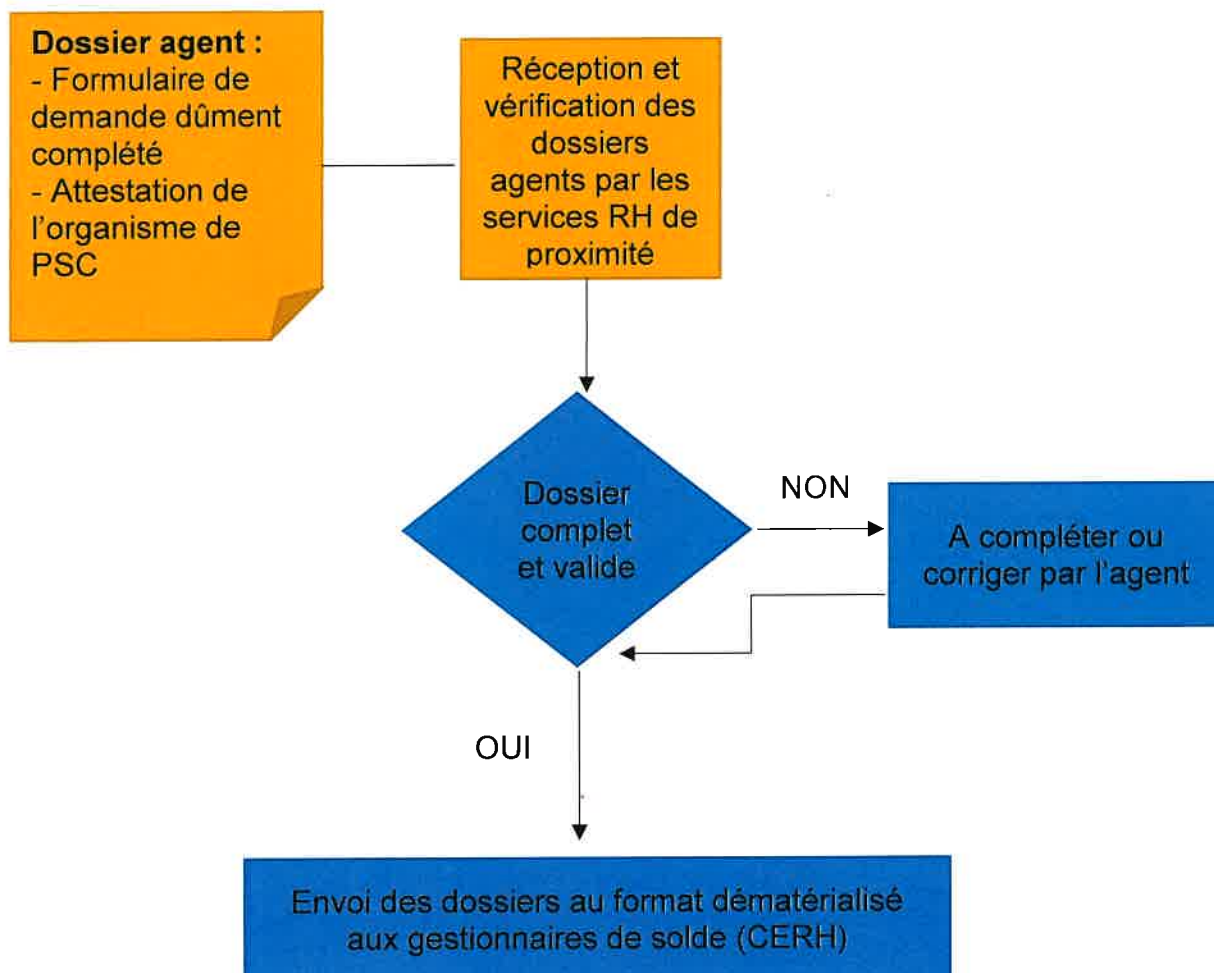 Dossier agent :
- Formulaire de
demande dûment
complété
- Attestation de
l'organisme de
PSC
Réception et
vérification des
dossiers
agents par les
services RH de
proximité
Dossier
complet
et valide
NON
A compléter ou
corriger par l'agent
OUI
Envoi des dossiers au format dématérialisé
aux gestionnaires de solde (CERH)